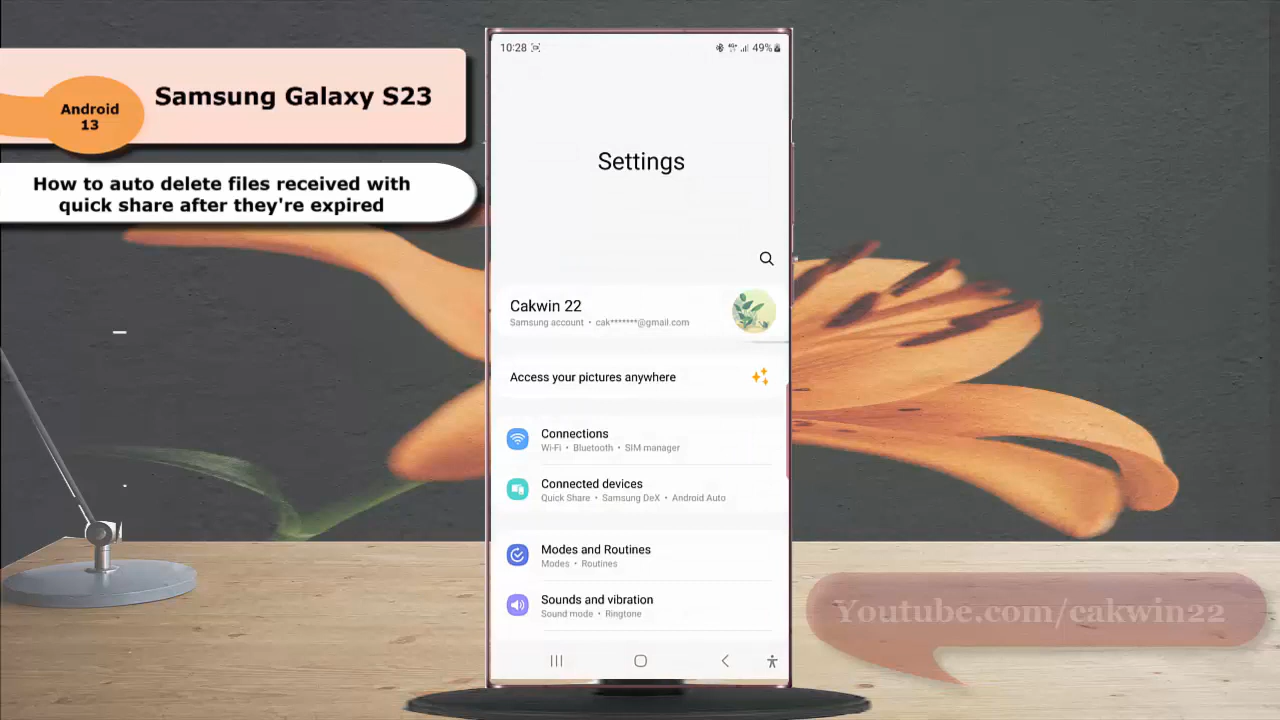 Samsung Galaxy S23
Android
13
How to auto delete files received with
quick share after they're expired
10:28
49%
Settings
Cakwin 22
Samsung account • cak*******@gmail.com
Access your pictures anywhere
Connections
Wi-Fi • Bluetooth • SIM manager
Connected devices
Quick Share • Samsung DeX • Android Auto
Modes and Routines
Modes • Routines
Sounds and vibration
Sound mode • Ringtone
Youtube.com/cakwin22